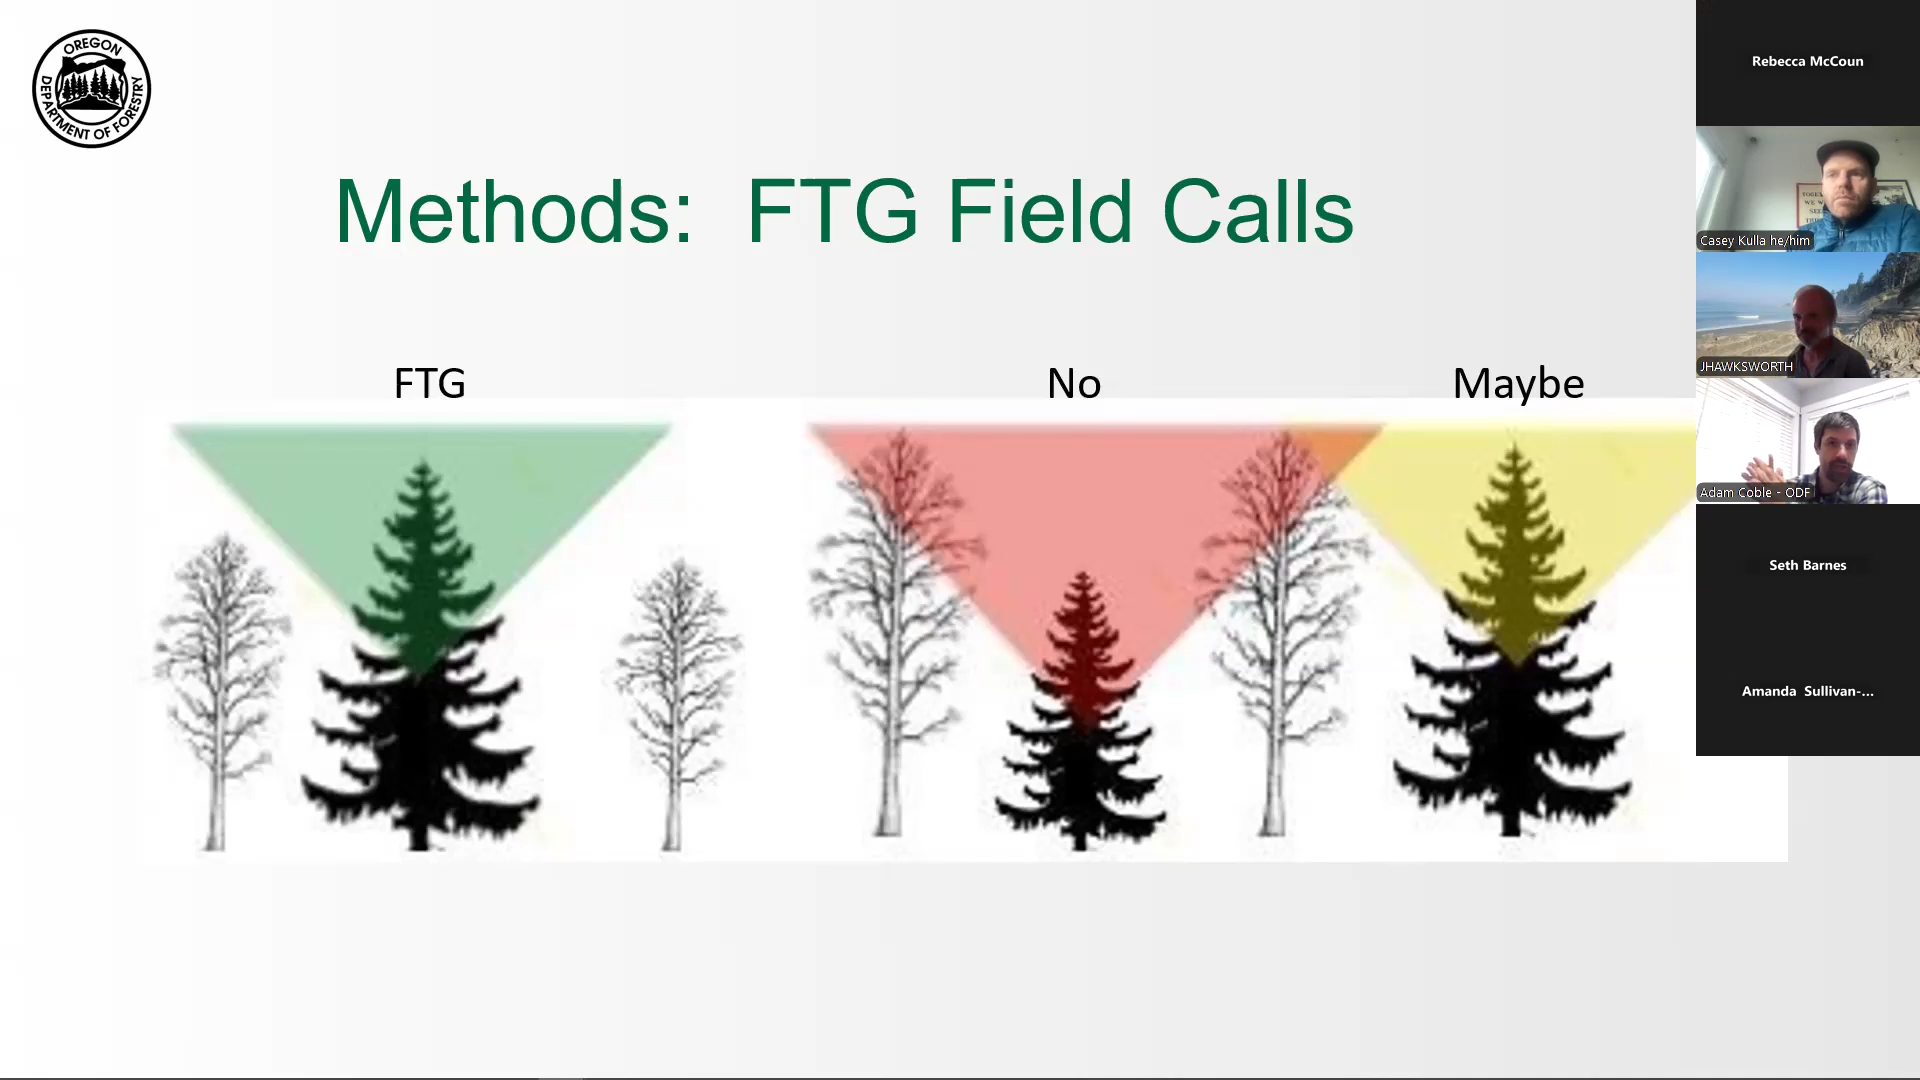 OREGON
DEPARTMENT OF FORESTRY
Methods: FTG Field Calls
FTG
No
Maybe
Rebecca McCoun
Casey Kulla he/him
JHAWKSWORTH
Adam Coble - ODF
Seth Barnes
Amanda Sullivan-...